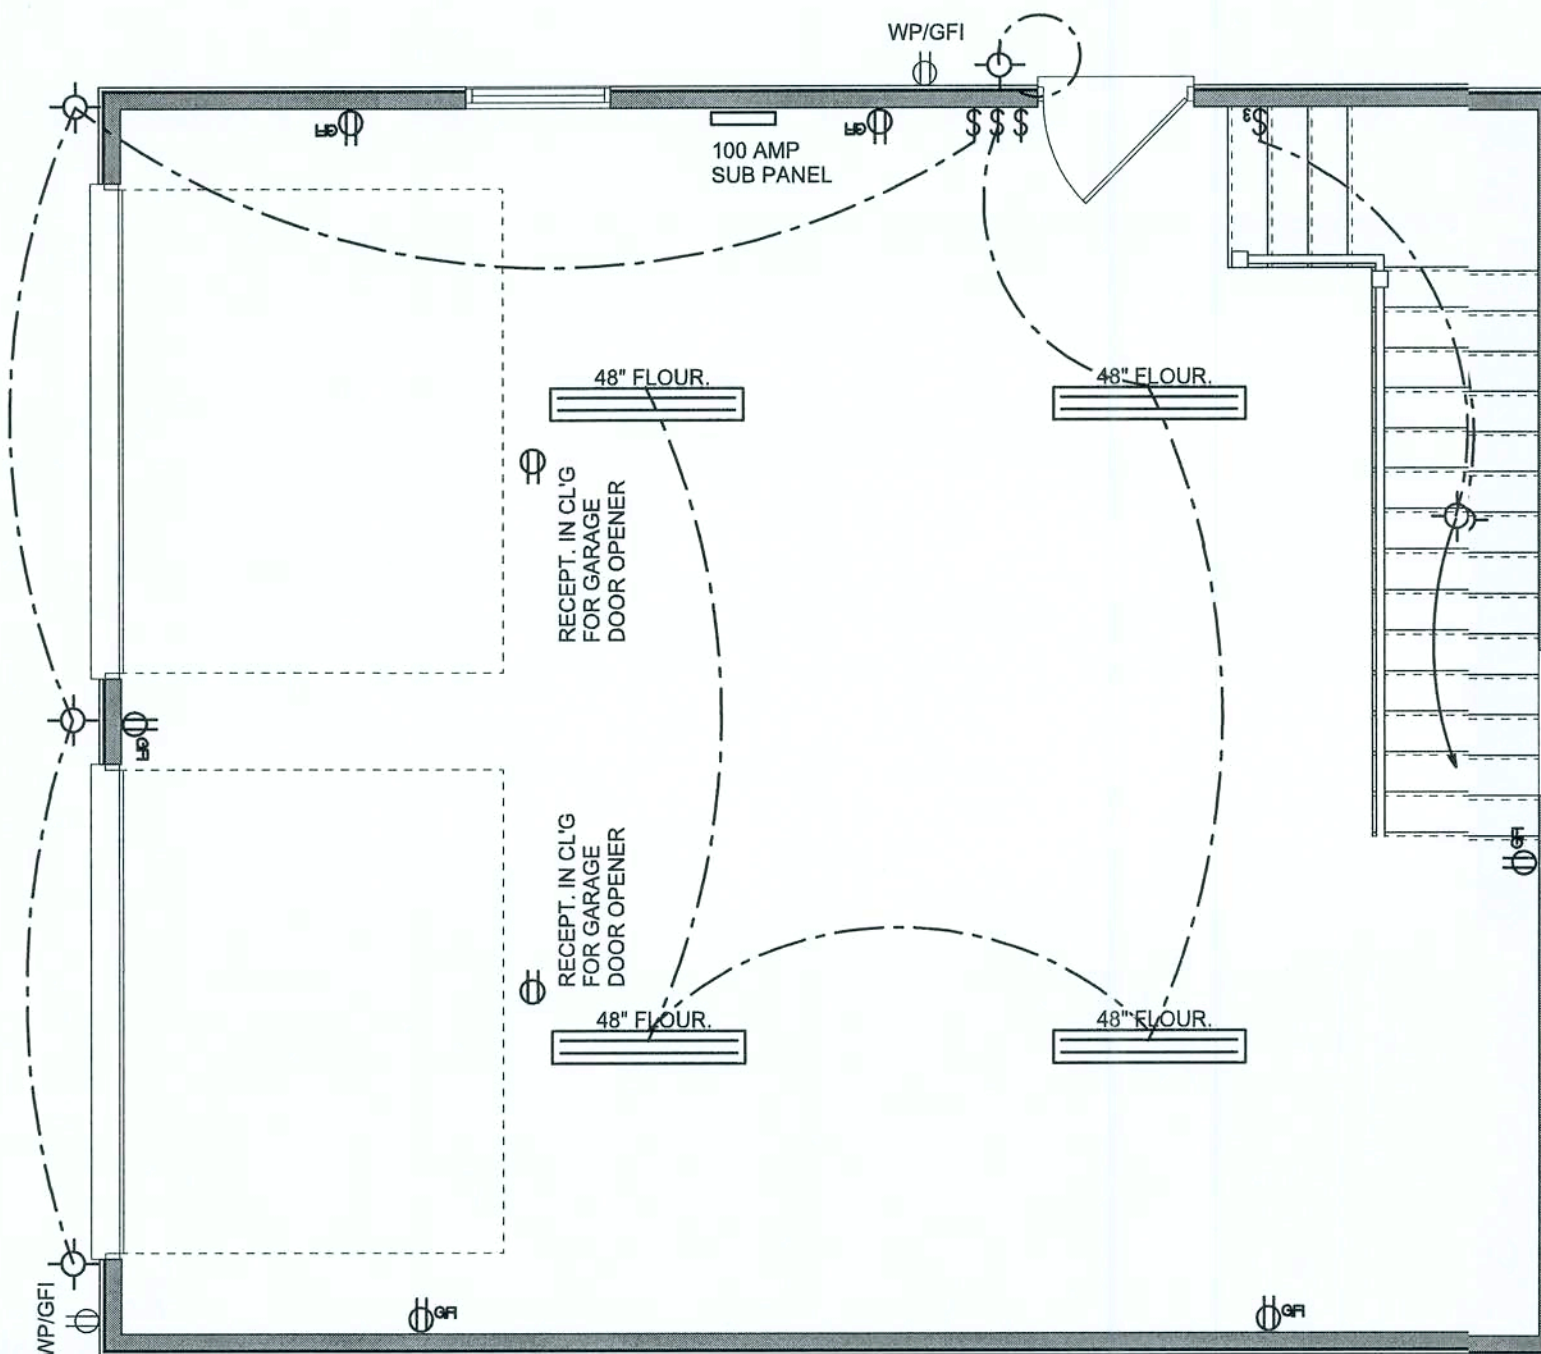 WP/GFI
GFI
100 AMP
SUB PANEL
GFI
$ $ $
$3
48" FLOUR.
48" FLOUR.
RECEPT. IN CL'G
FOR GARAGE
DOOR OPENER
GFI
RECEPT. IN CL'G
FOR GARAGE
DOOR OPENER
GFI
48" FLOUR.
48" FLOUR.
WP/GFI
GFI
GFI